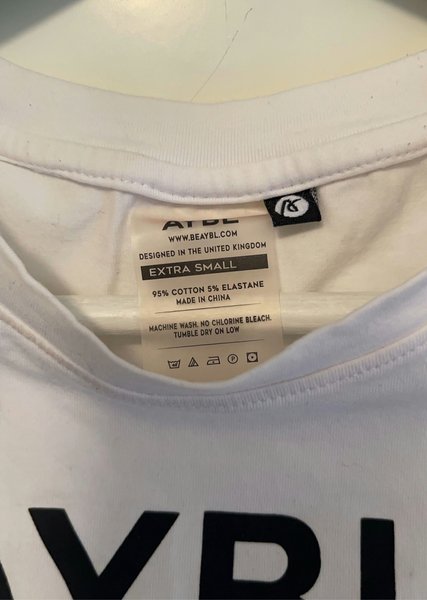 AYBL
WWW.BEAYBL.COM
DESIGNED IN THE UNITED KINGDOM
EXTRA SMALL
95% COTTON 5% ELASTANE
MADE IN CHINA
MACHINE WASH. NO CHLORINE BLEACH.
TUMBLE DRY ON LOW
AYBL